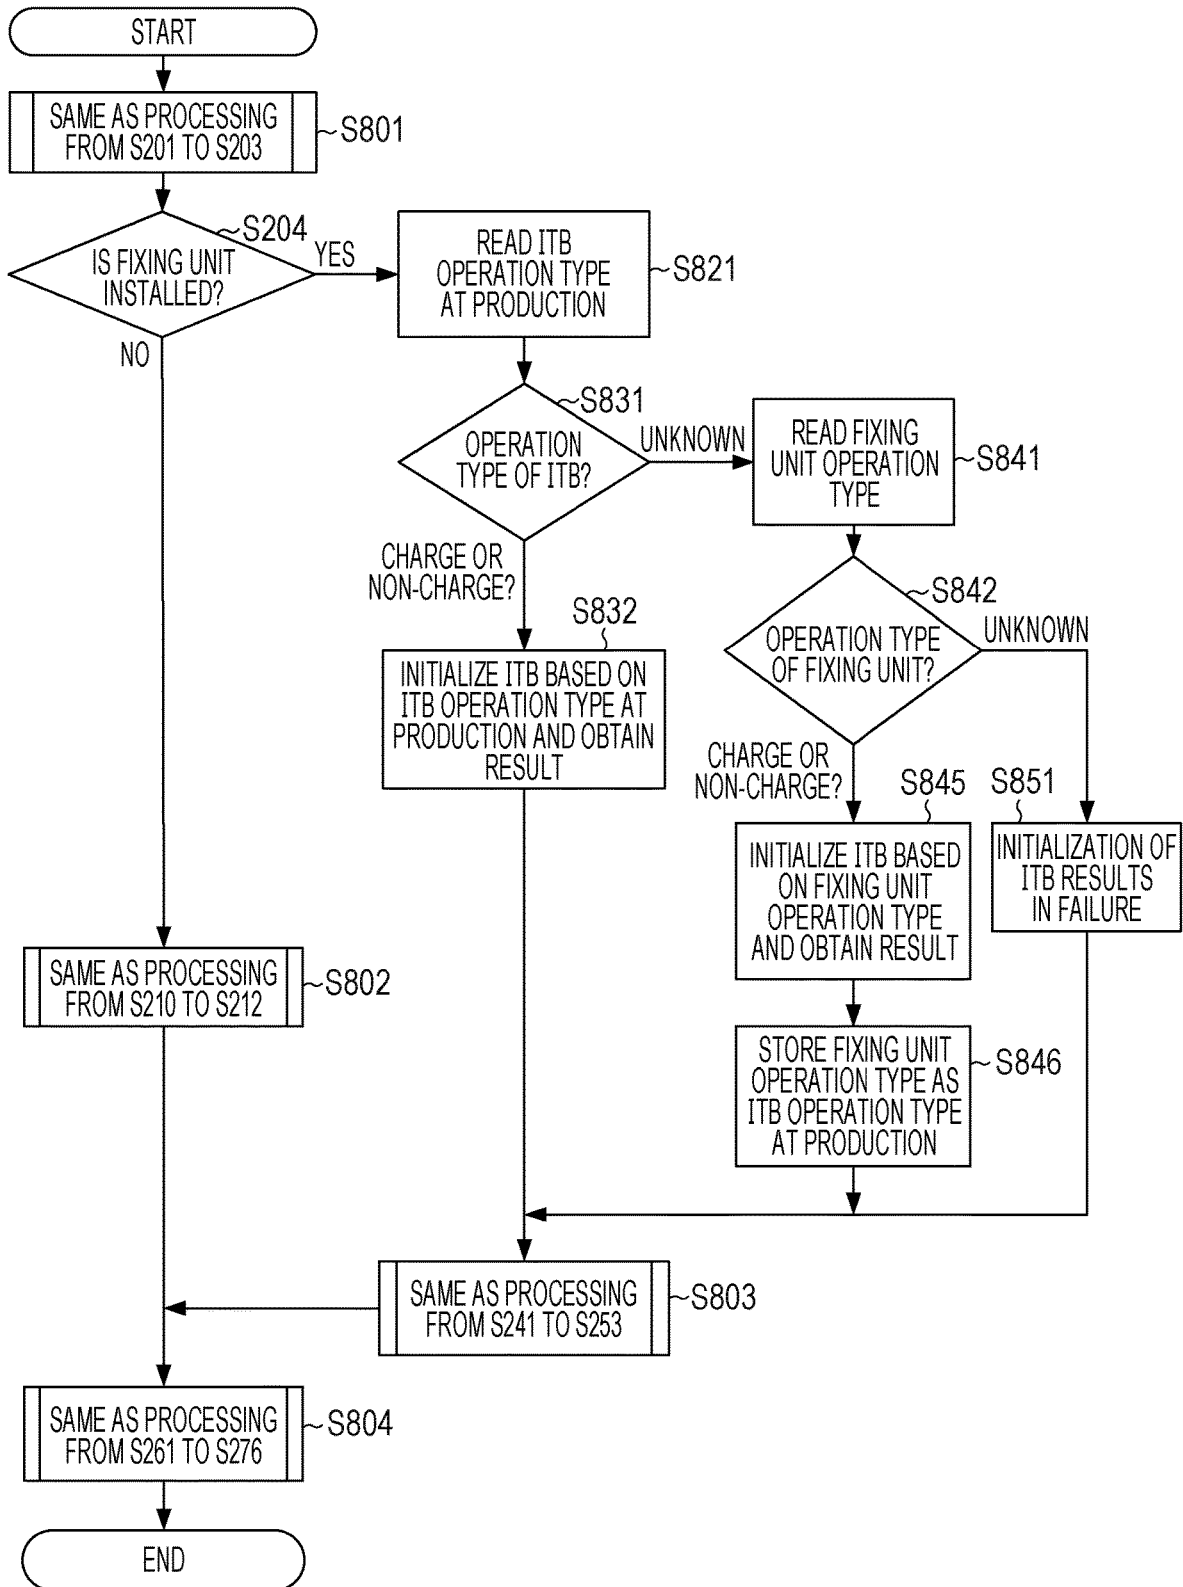 START
SAME AS PROCESSING
FROM S201 TO S203
S801
S204
IS FIXING UNIT
INSTALLED?
YES
NO
READ ITB
OPERATION TYPE
AT PRODUCTION
S821
S831
OPERATION
TYPE OF ITB?
UNKNOWN
CHARGE OR
NON-CHARGE?
READ FIXING
UNIT OPERATION
TYPE
S841
S832
INITIALIZE ITB BASED ON
ITB OPERATION TYPE AT
PRODUCTION AND OBTAIN
RESULT
S842
OPERATION TYPE
OF FIXING UNIT?
UNKNOWN
CHARGE OR
NON-CHARGE?
S845
INITIALIZE ITB BASED
ON FIXING UNIT
OPERATION TYPE
AND OBTAIN RESULT
S851
INITIALIZATION OF
ITB RESULTS
IN FAILURE
SAME AS PROCESSING
FROM S210 TO S212
S802
STORE FIXING UNIT
OPERATION TYPE AS
ITB OPERATION TYPE
AT PRODUCTION
S846
SAME AS PROCESSING
FROM S241 TO S253
S803
SAME AS PROCESSING
FROM S261 TO S276
S804
END